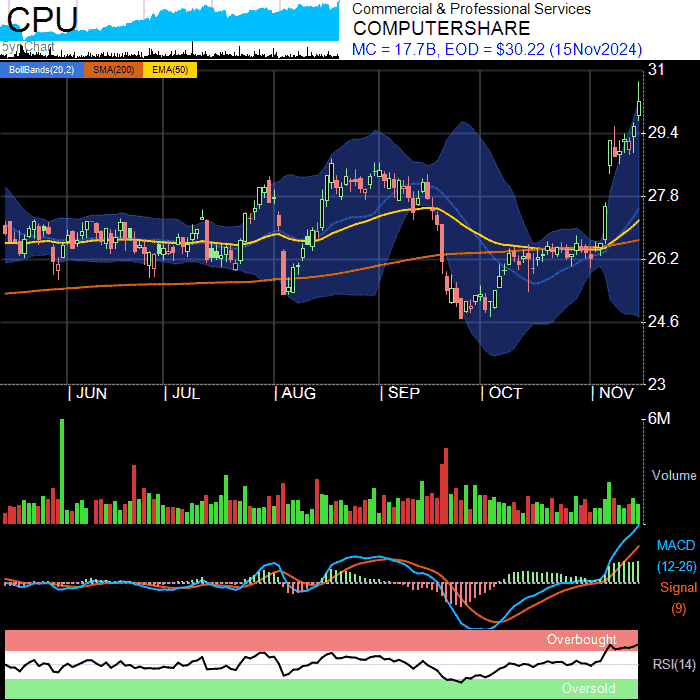 CPU
5yr Chart
Commercial & Professional Services
COMPUTERSHARE
MC = 17.7B, EOD = $30.22 (15Nov2024)
BollBands(20,2) SMA(200) EMA(50)
31
29.4
27.8
26.2
24.6
23
JUN JUL AUG SEP OCT NOV
6M
Volume
MACD
(12-26)
Signal
(9)
Overbought
RSI(14)
Oversold